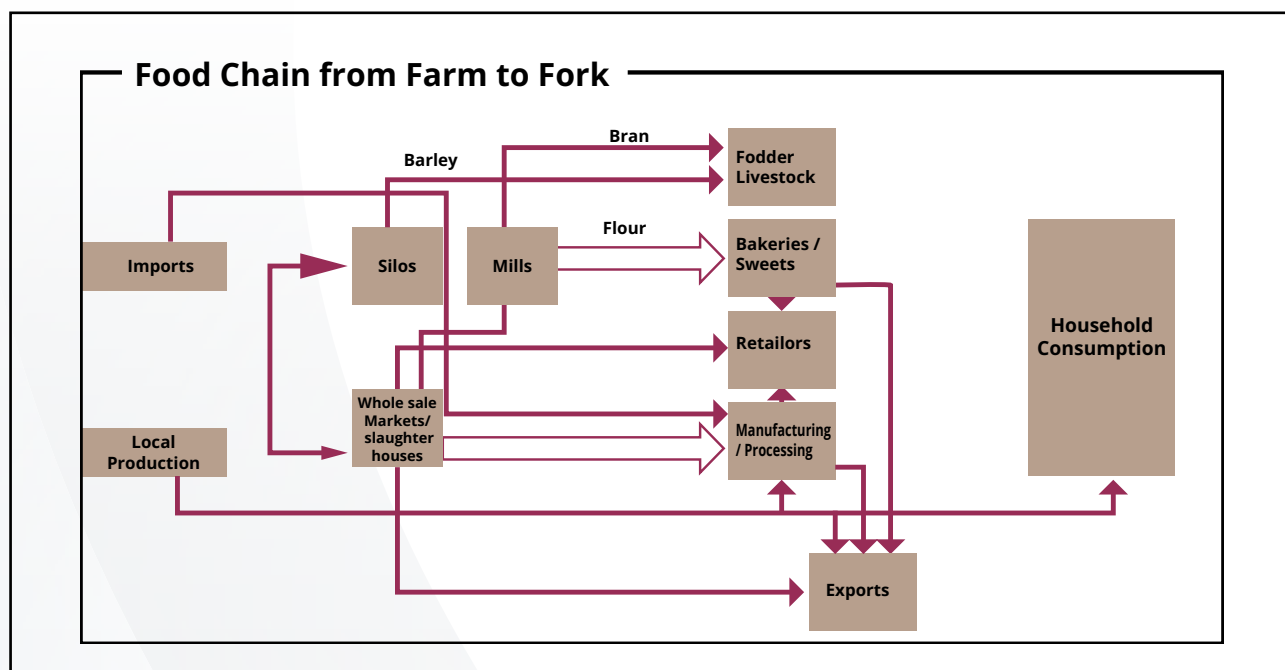 Food Chain from Farm to Fork
Bran
Barley
Fodder
Livestock
Flour
Imports
Silos
Mills
Bakeries /
Sweets
Household
Consumption
Retailors
Whole sale
Markets/
slaughter
houses
Local
Production
Manufacturing
/ Processing
Exports